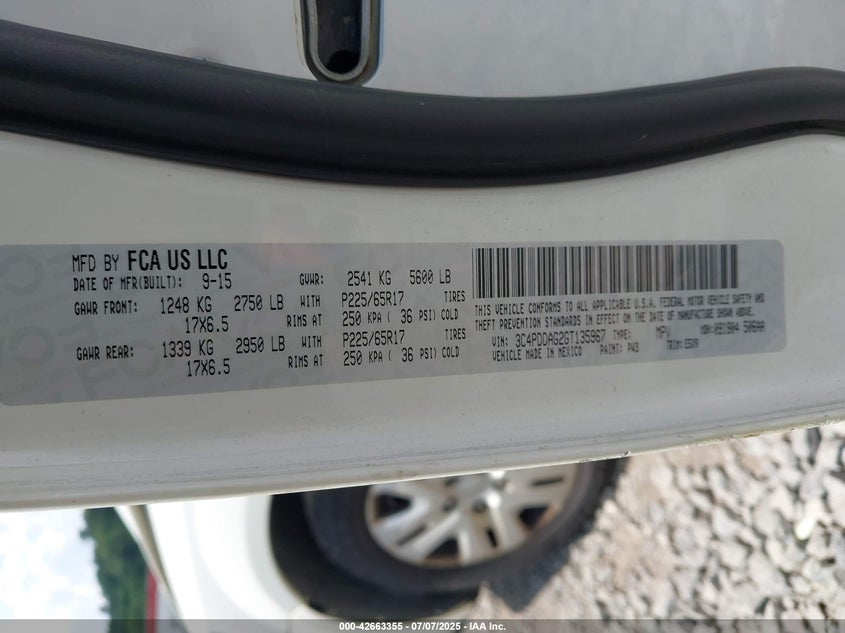 MFD BY FCA US LLC
DATE OF MFR(BUILT): 9-15 GVWR: 2541 KG 5600 LB
GAWR FRONT: 1248 KG 2750 LB WITH P225/65R17 TIRES
17X6.5 RIMS AT 250 KPA ( 36 PSI) COLD
GAWR REAR: 1339 KG 2950 LB WITH P225/65R17 TIRES
17X6.5 RIMS AT 250 KPA ( 36 PSI) COLD
THIS VEHICLE CONFORMS TO ALL APPLICABLE U.S.A. FEDERAL MOTOR VEHICLE SAFETY AND
THEFT PREVENTION STANDARDS IN EFFECT ON THE DATE OF MANUFACTURE SHOWN ABOVE.
VIN: 3C4PDDAG2GT135967 TYPE: MPV MDH: 091904 506AA
VEHICLE MADE IN MEXICO PAINT: PW3 TRIM:
000-42663355 - 07/07/2025 - IAA Inc.